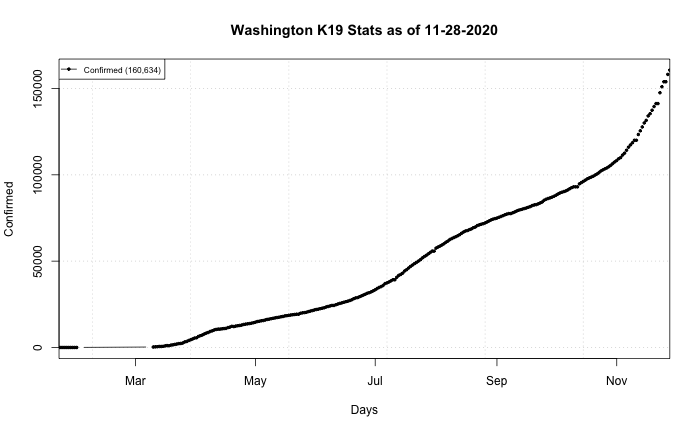 Washington K19 Stats as of 11-28-2020
Confirmed (160,634)
Confirmed
150000
100000
50000
0
Mar May Jul Sep Nov
Days